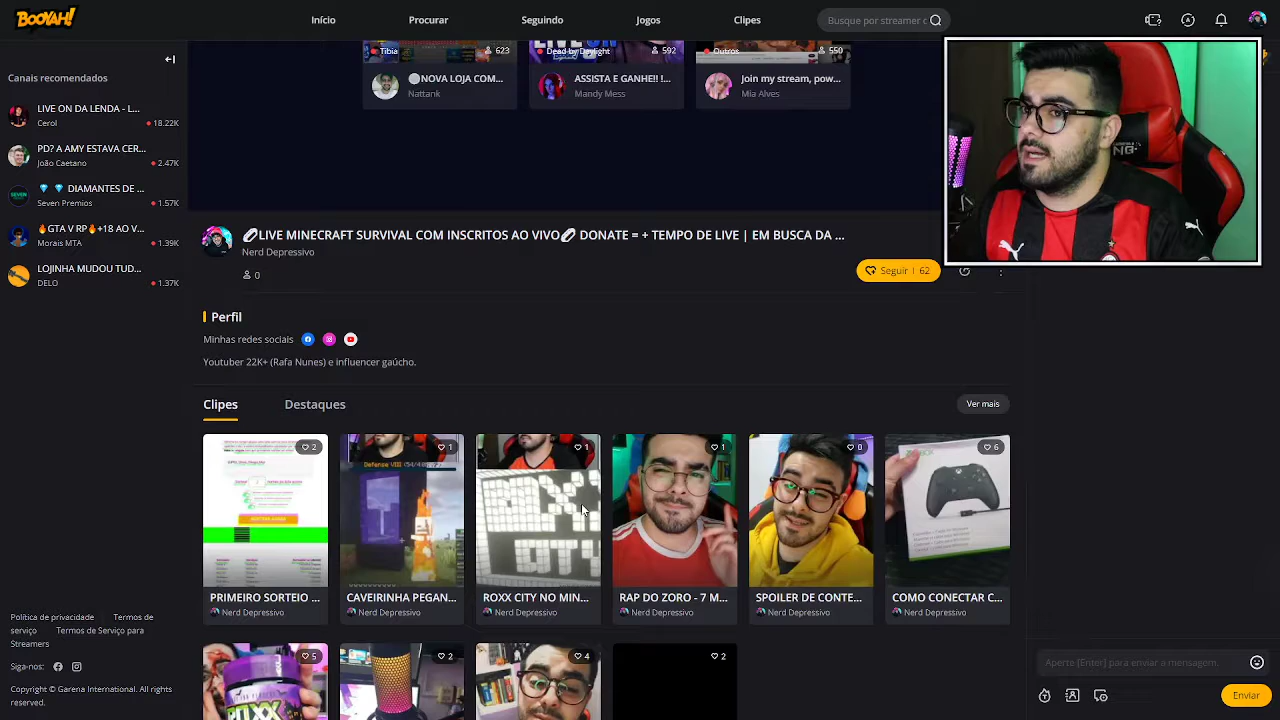 BOOYAH!
Início
Procurar
Seguindo
Jogos
Clipes
Busque por streamer c
Canais recomendados
LIVE ON DA LENDA - L...
Cerol
18.22K
PD? A AMY ESTAVA CER...
João Caetano
2.47K
💎 💎 DIAMANTES DE ...
Seven Premios
1.57K
🔥GTA V RP🔥+18 AO V...
Morais MTA
1.39K
LOJINHA MUDOU TUD...
DELO
1.37K
Tibia
623
NOVA LOJA COM...
Nattank
Dead by Daylight
592
ASSISTA E GANHE!! !...
Mandy Mess
Outros
550
Join my stream, pow...
Mia Alves
LIVE MINECRAFT SURVIVAL COM INSCRITOS AO VIVO DONATE = + TEMPO DE LIVE | EM BUSCA DA ...
Nerd Depressivo
0
Seguir | 62
Perfil
Minhas redes sociais
Youtuber 22K+ (Rafa Nunes) e influencer gaúcho.
Clipes
Destaques
Ver mais
2
1
1
1
0
6
Defense VIII
PRIMEIRO SORTEIO ...
Nerd Depressivo
CAVEIRINHA PEGAN...
Nerd Depressivo
ROXX CITY NO MIN...
Nerd Depressivo
RAP DO ZORO - 7 M...
Nerd Depressivo
SPOILER DE CONTE...
Nerd Depressivo
COMO CONECTAR C...
Nerd Depressivo
5
2
4
2
ROXX
Política de privacidade
Termos de
serviço
Termos de Serviço para
Streamers
Siga-nos:
Copyright © Garena International. All rights
reserved.
Aperte [Enter] para enviar a mensagem.
Enviar